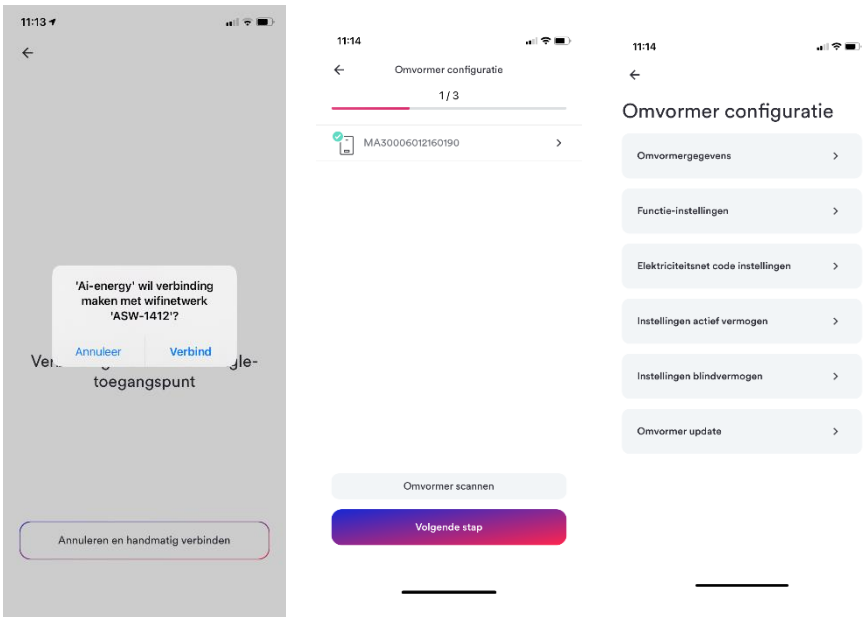 11:13
'Ai-energy' wil verbinding
maken met wifinetwerk
'ASW-1412'?
Annuleer
Verbind
toegangspunt
Annuleren en handmatig verbinden
11:14
Omvormer configuratie
1 / 3
MA30006012160190
Omvormer scannen
Volgende stap
11:14
Omvormer configuratie
Omvormergegevens
Functie-instellingen
Elektriciteitsnet code instellingen
Instellingen actief vermogen
Instellingen blindvermogen
Omvormer update